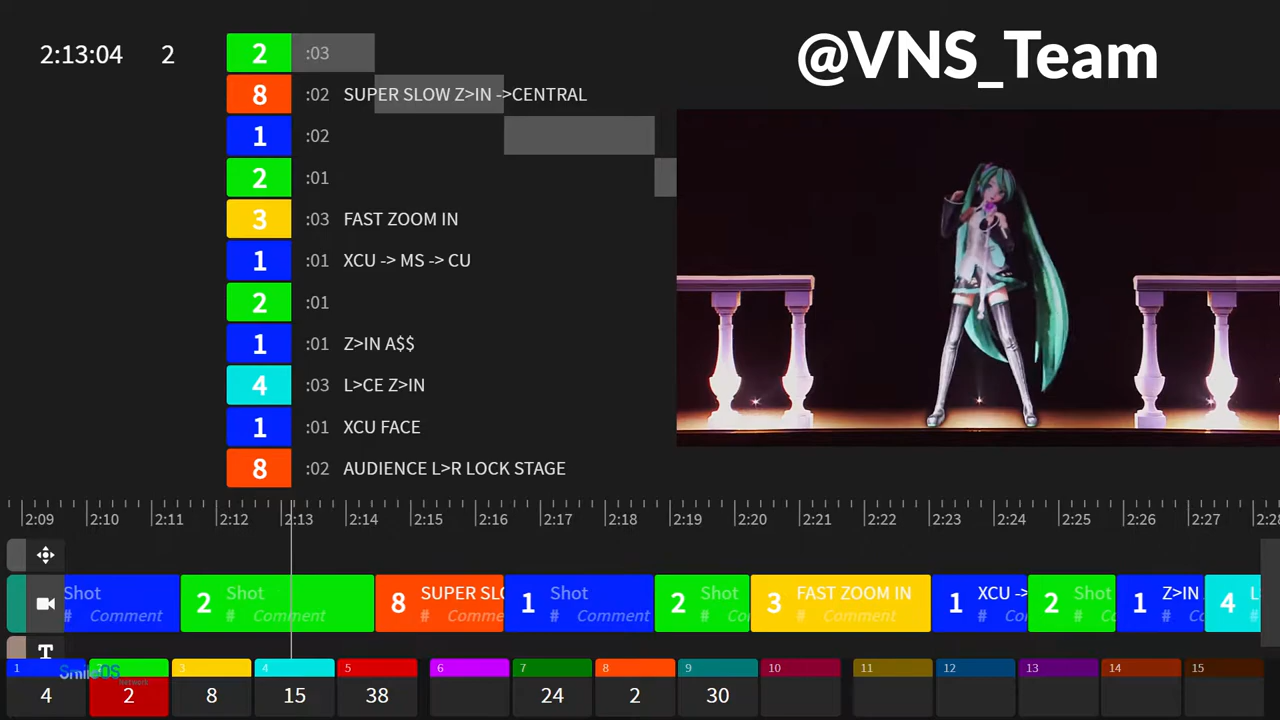 2:13:04 2
@VNS_Team
2 :03
8 :02 SUPER SLOW Z>IN ->CENTRAL
1 :02
2 :01
3 :03 FAST ZOOM IN
1 :01 XCU -> MS -> CU
2 :01
1 :01 Z>IN A$$
4 :03 L>CE Z>IN
1 :01 XCU FACE
8 :02 AUDIENCE L>R LOCK STAGE
2:09 2:10 2:11 2:12 2:13 2:14 2:15 2:16 2:17 2:18 2:19 2:20 2:21 2:22 2:23 2:24 2:25 2:26 2:27 2:28
Shot 2 Shot 8 SUPER SLO 1 Shot 2 Shot 3 FAST ZOOM IN 1 XCU -> 2 Shot 1 Z>IN 4 L
# Comment # Comment # Comme # Comment # Co # Comment # Co # Co # Co #
T
1 3 4 5 6 7 8 9 10 11 12 13 14 15
4 2 8 15 38 24 2 30